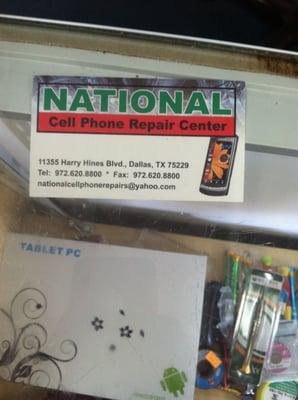 NATIONAL
Cell Phone Repair Center
11355 Harry Hines Blvd., Dallas, TX 75229
Tel: 972.620.8800 * Fax: 972.620.8800
nationalcellphonerepairs@yahoo.com
TABLET PC